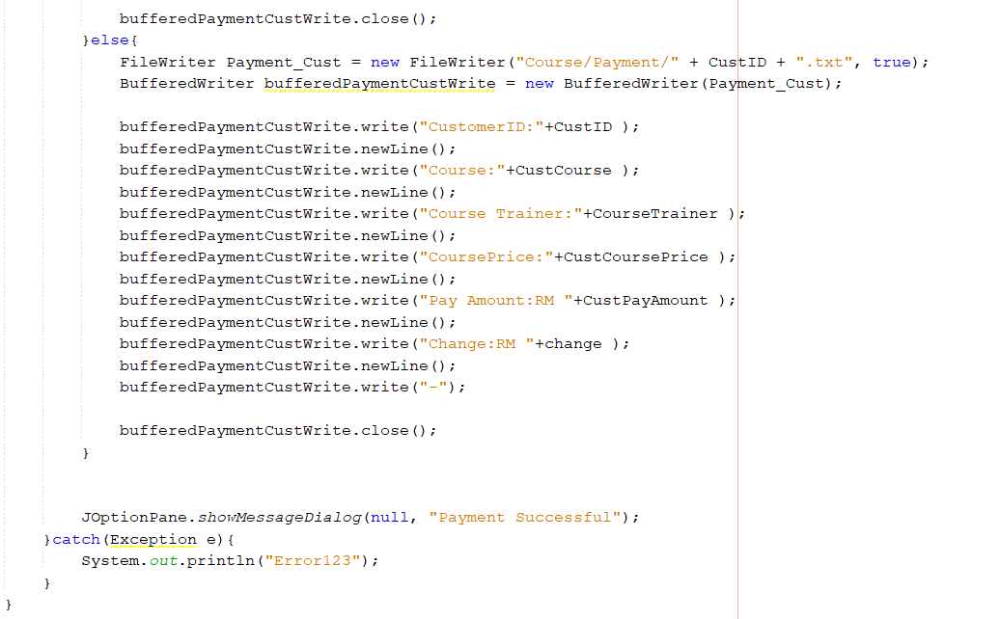 bufferedPaymentCustWrite.close();
}else{
FileWriter Payment_Cust = new FileWriter("Course/Payment/" + CustID + ".txt", true);
BufferedWriter bufferedPaymentCustWrite = new BufferedWriter(Payment_Cust);
bufferedPaymentCustWrite.write("CustomerID:"+CustID );
bufferedPaymentCustWrite.newLine();
bufferedPaymentCustWrite.write("Course:"+CustCourse );
bufferedPaymentCustWrite.newLine();
bufferedPaymentCustWrite.write("Course Trainer:"+CourseTrainer );
bufferedPaymentCustWrite.newLine();
bufferedPaymentCustWrite.write("CoursePrice:"+CustCoursePrice );
bufferedPaymentCustWrite.newLine();
bufferedPaymentCustWrite.write("Pay Amount:RM "+CustPayAmount );
bufferedPaymentCustWrite.newLine();
bufferedPaymentCustWrite.write("Change:RM "+change );
bufferedPaymentCustWrite.newLine();
bufferedPaymentCustWrite.write("-");
bufferedPaymentCustWrite.close();
}
JOptionPane.showMessageDialog(null, "Payment Successful");
}catch(Exception e){
System.out.println("Error123");
}
}